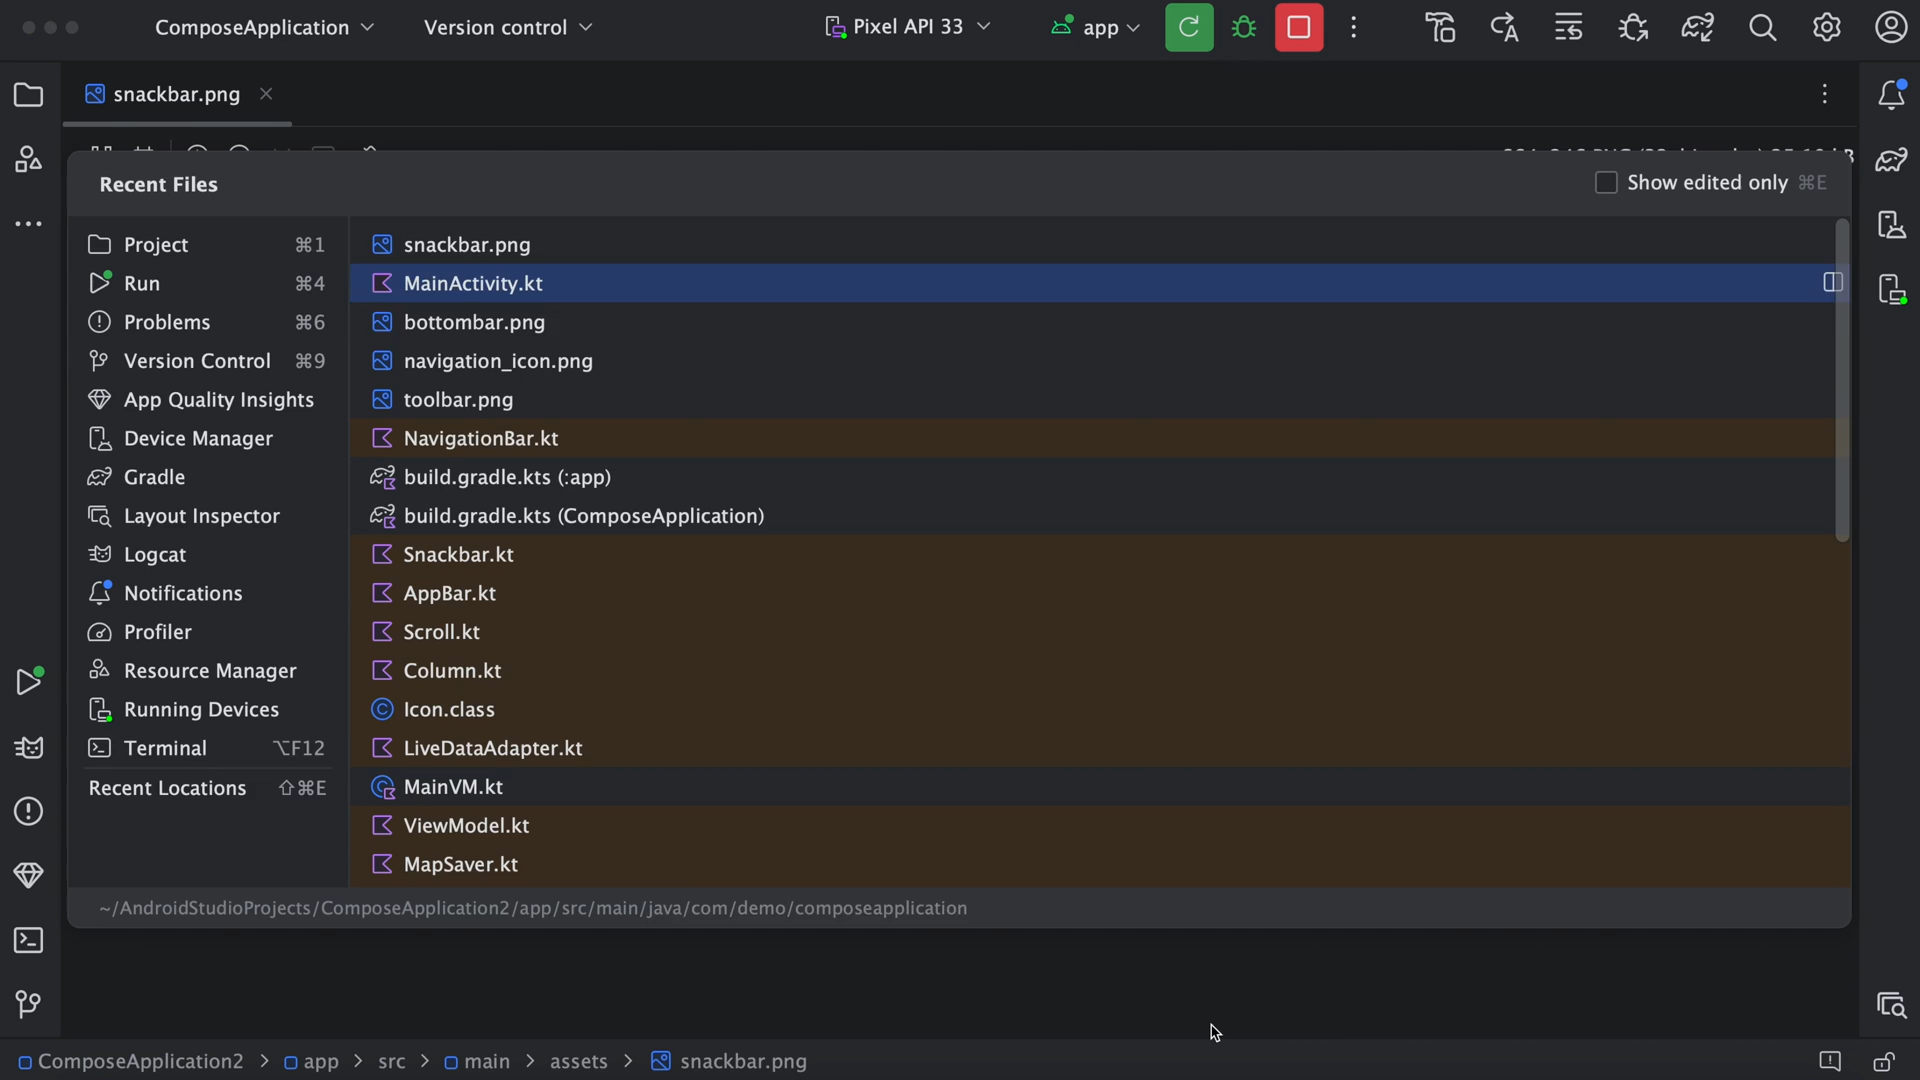 ComposeApplication
Version control
Pixel API 33
app
snackbar.png
Recent Files
Show edited only ⌘E
Project ⌘1
Run ⌘4
Problems ⌘6
Version Control ⌘9
App Quality Insights
Device Manager
Gradle
Layout Inspector
Logcat
Notifications
Profiler
Resource Manager
Running Devices
Terminal ⌥F12
Recent Locations ⇧⌘E
snackbar.png
MainActivity.kt
bottombar.png
navigation_icon.png
toolbar.png
NavigationBar.kt
build.gradle.kts (:app)
build.gradle.kts (ComposeApplication)
Snackbar.kt
AppBar.kt
Scroll.kt
Column.kt
Icon.class
LiveDataAdapter.kt
MainVM.kt
ViewModel.kt
MapSaver.kt
~/AndroidStudioProjects/ComposeApplication2/app/src/main/java/com/demo/composeapplication
ComposeApplication2 > app > src > main > assets > snackbar.png